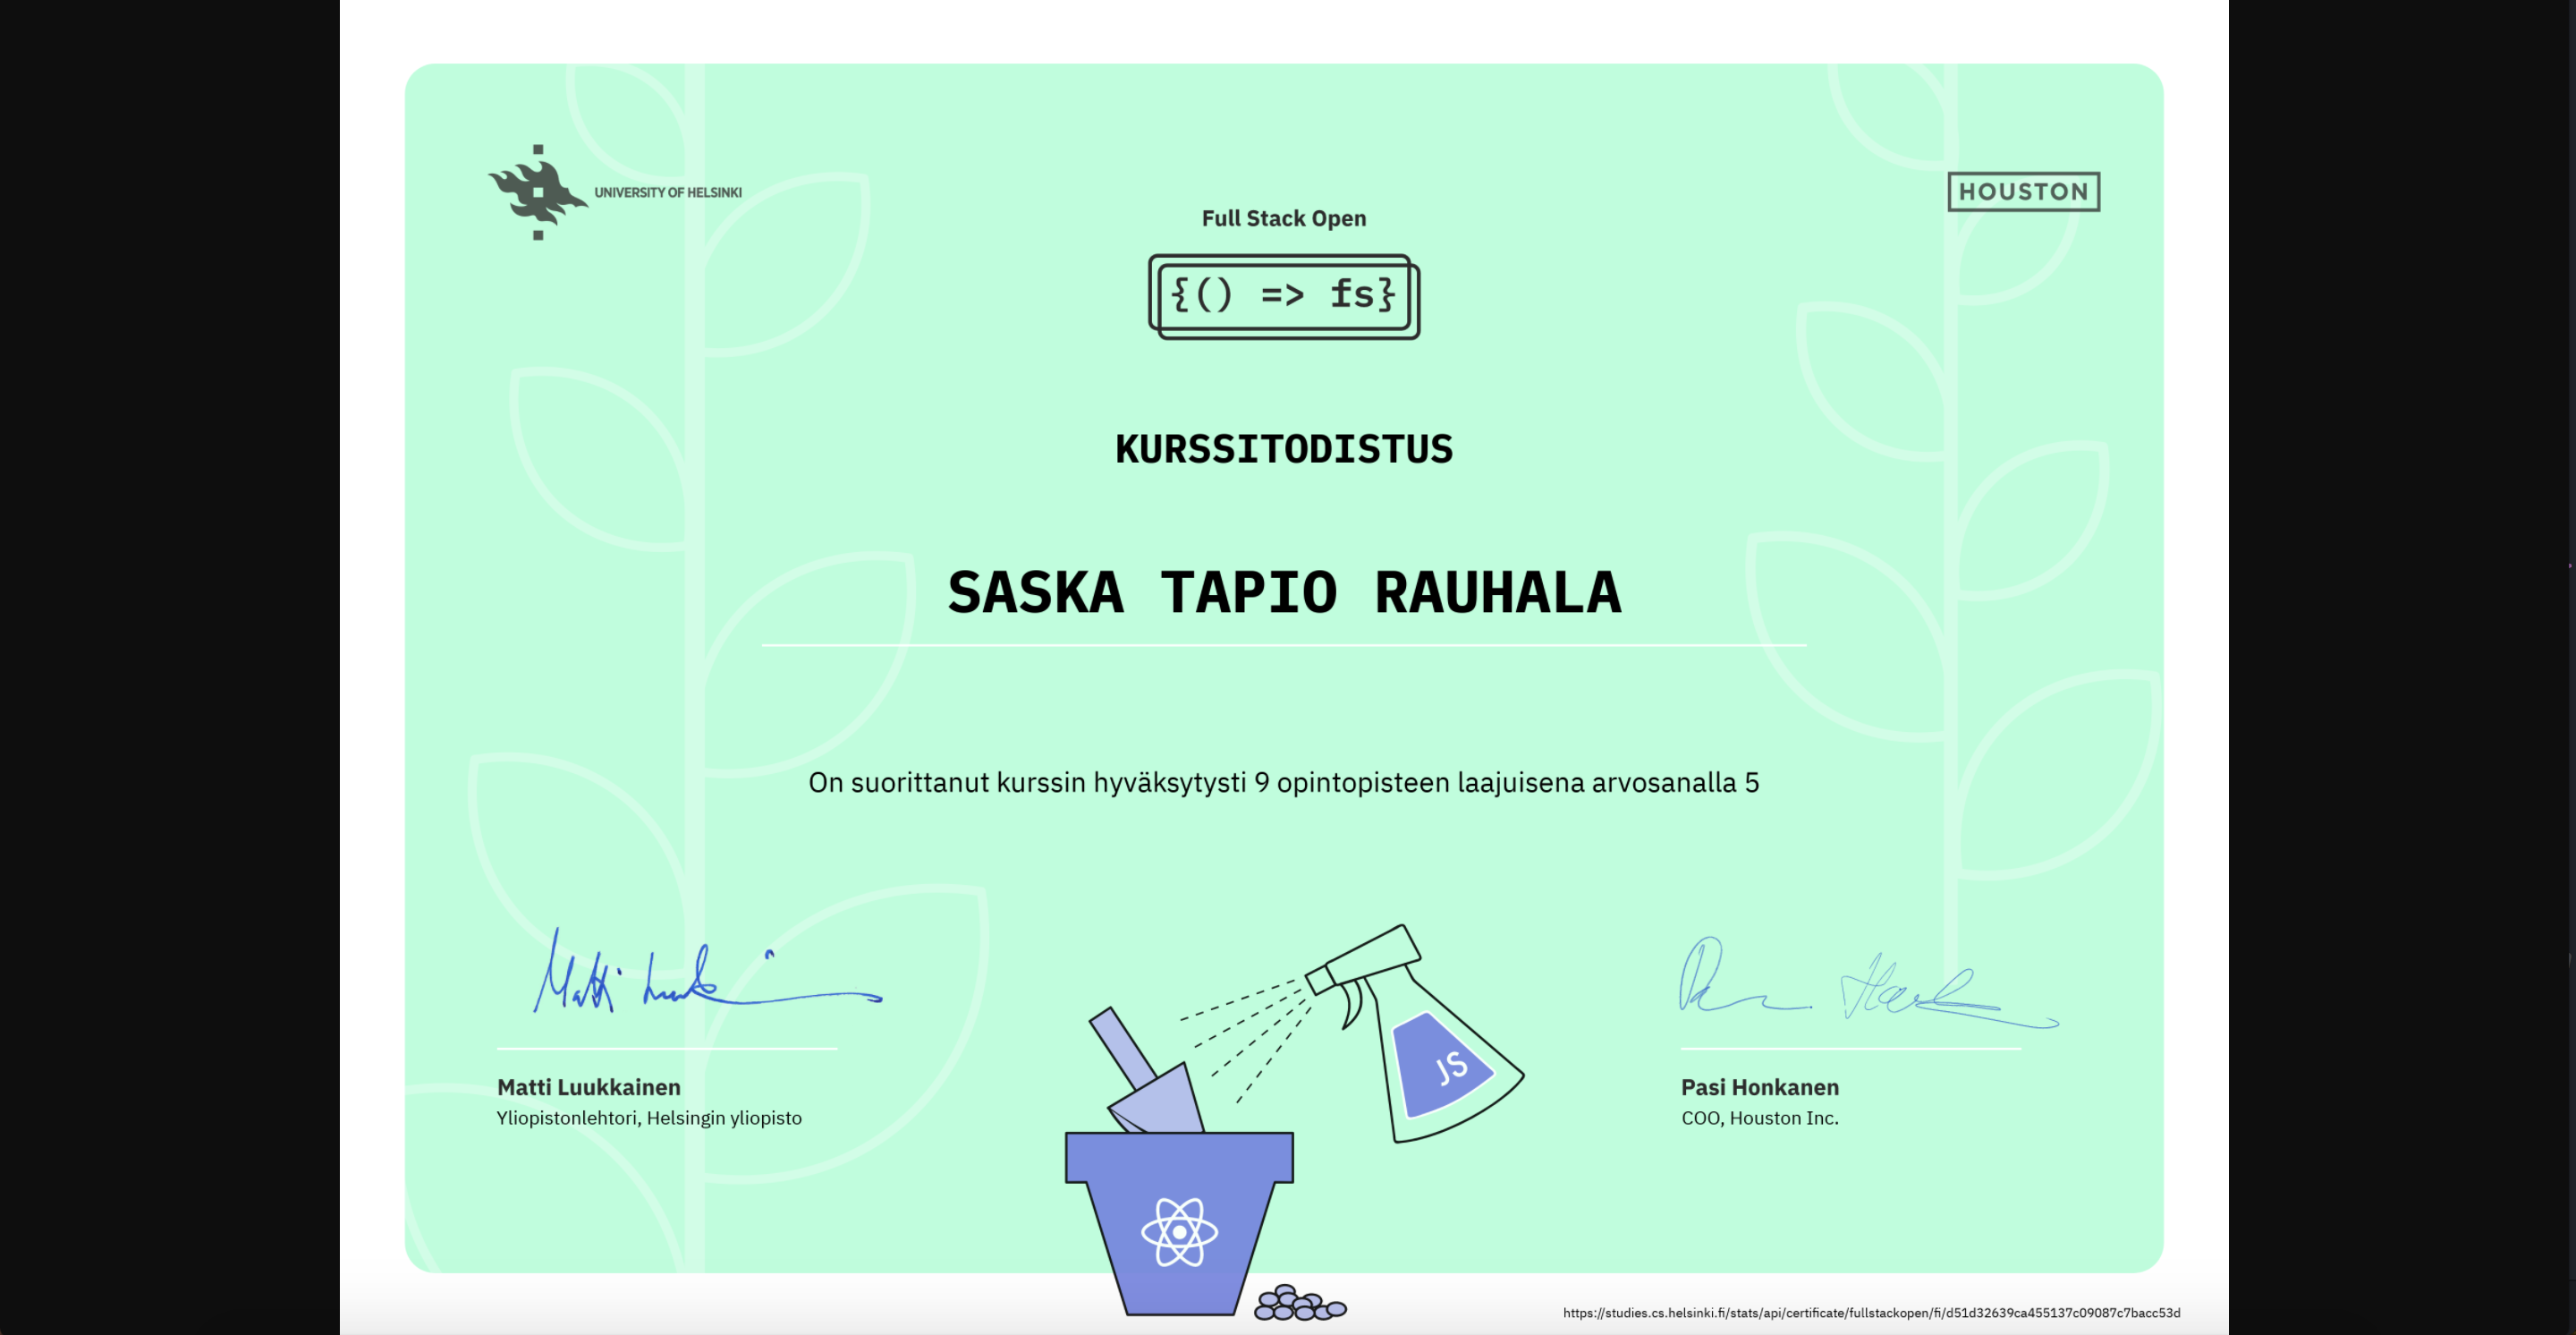 UNIVERSITY OF HELSINKI
HOUSTON
Full Stack Open
{() => fs}
KURSSITODISTUS
SASKA TAPIO RAUHALA
On suorittanut kurssin hyväksytysti 9 opintopisteen laajuisena arvosanalla 5
Matti Luukkainen
Yliopistonlehtori, Helsingin yliopisto
JS
Pasi Honkanen
COO, Houston Inc.
https://studies.cs.helsinki.fi/stats/api/certificate/fullstackopen/fi/d51d32639ca455137c09087c7bacc53d